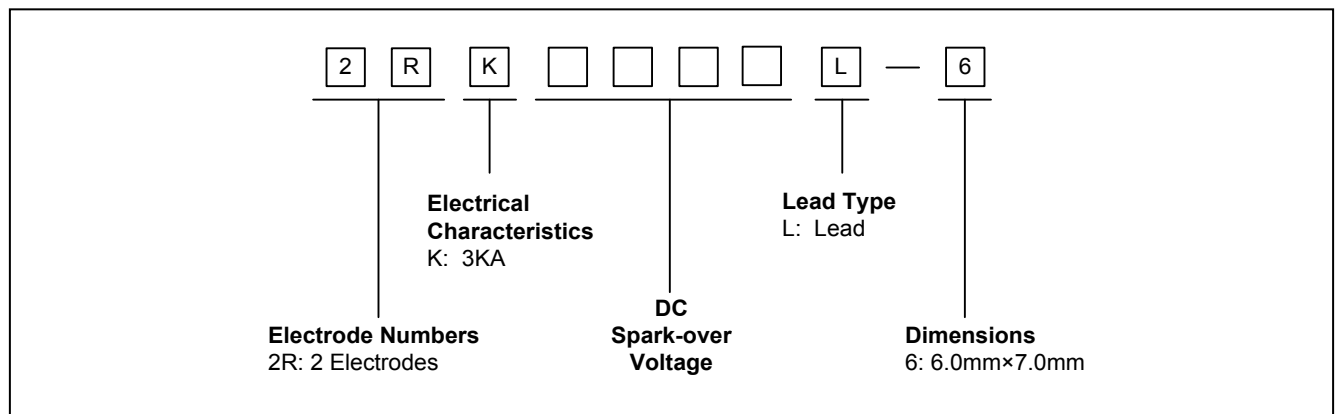 2 R K L — 6
Electrical
Characteristics
K: 3KA
Lead Type
L: Lead
Electrode Numbers
2R: 2 Electrodes
DC
Spark-over
Voltage
Dimensions
6: 6.0mm×7.0mm